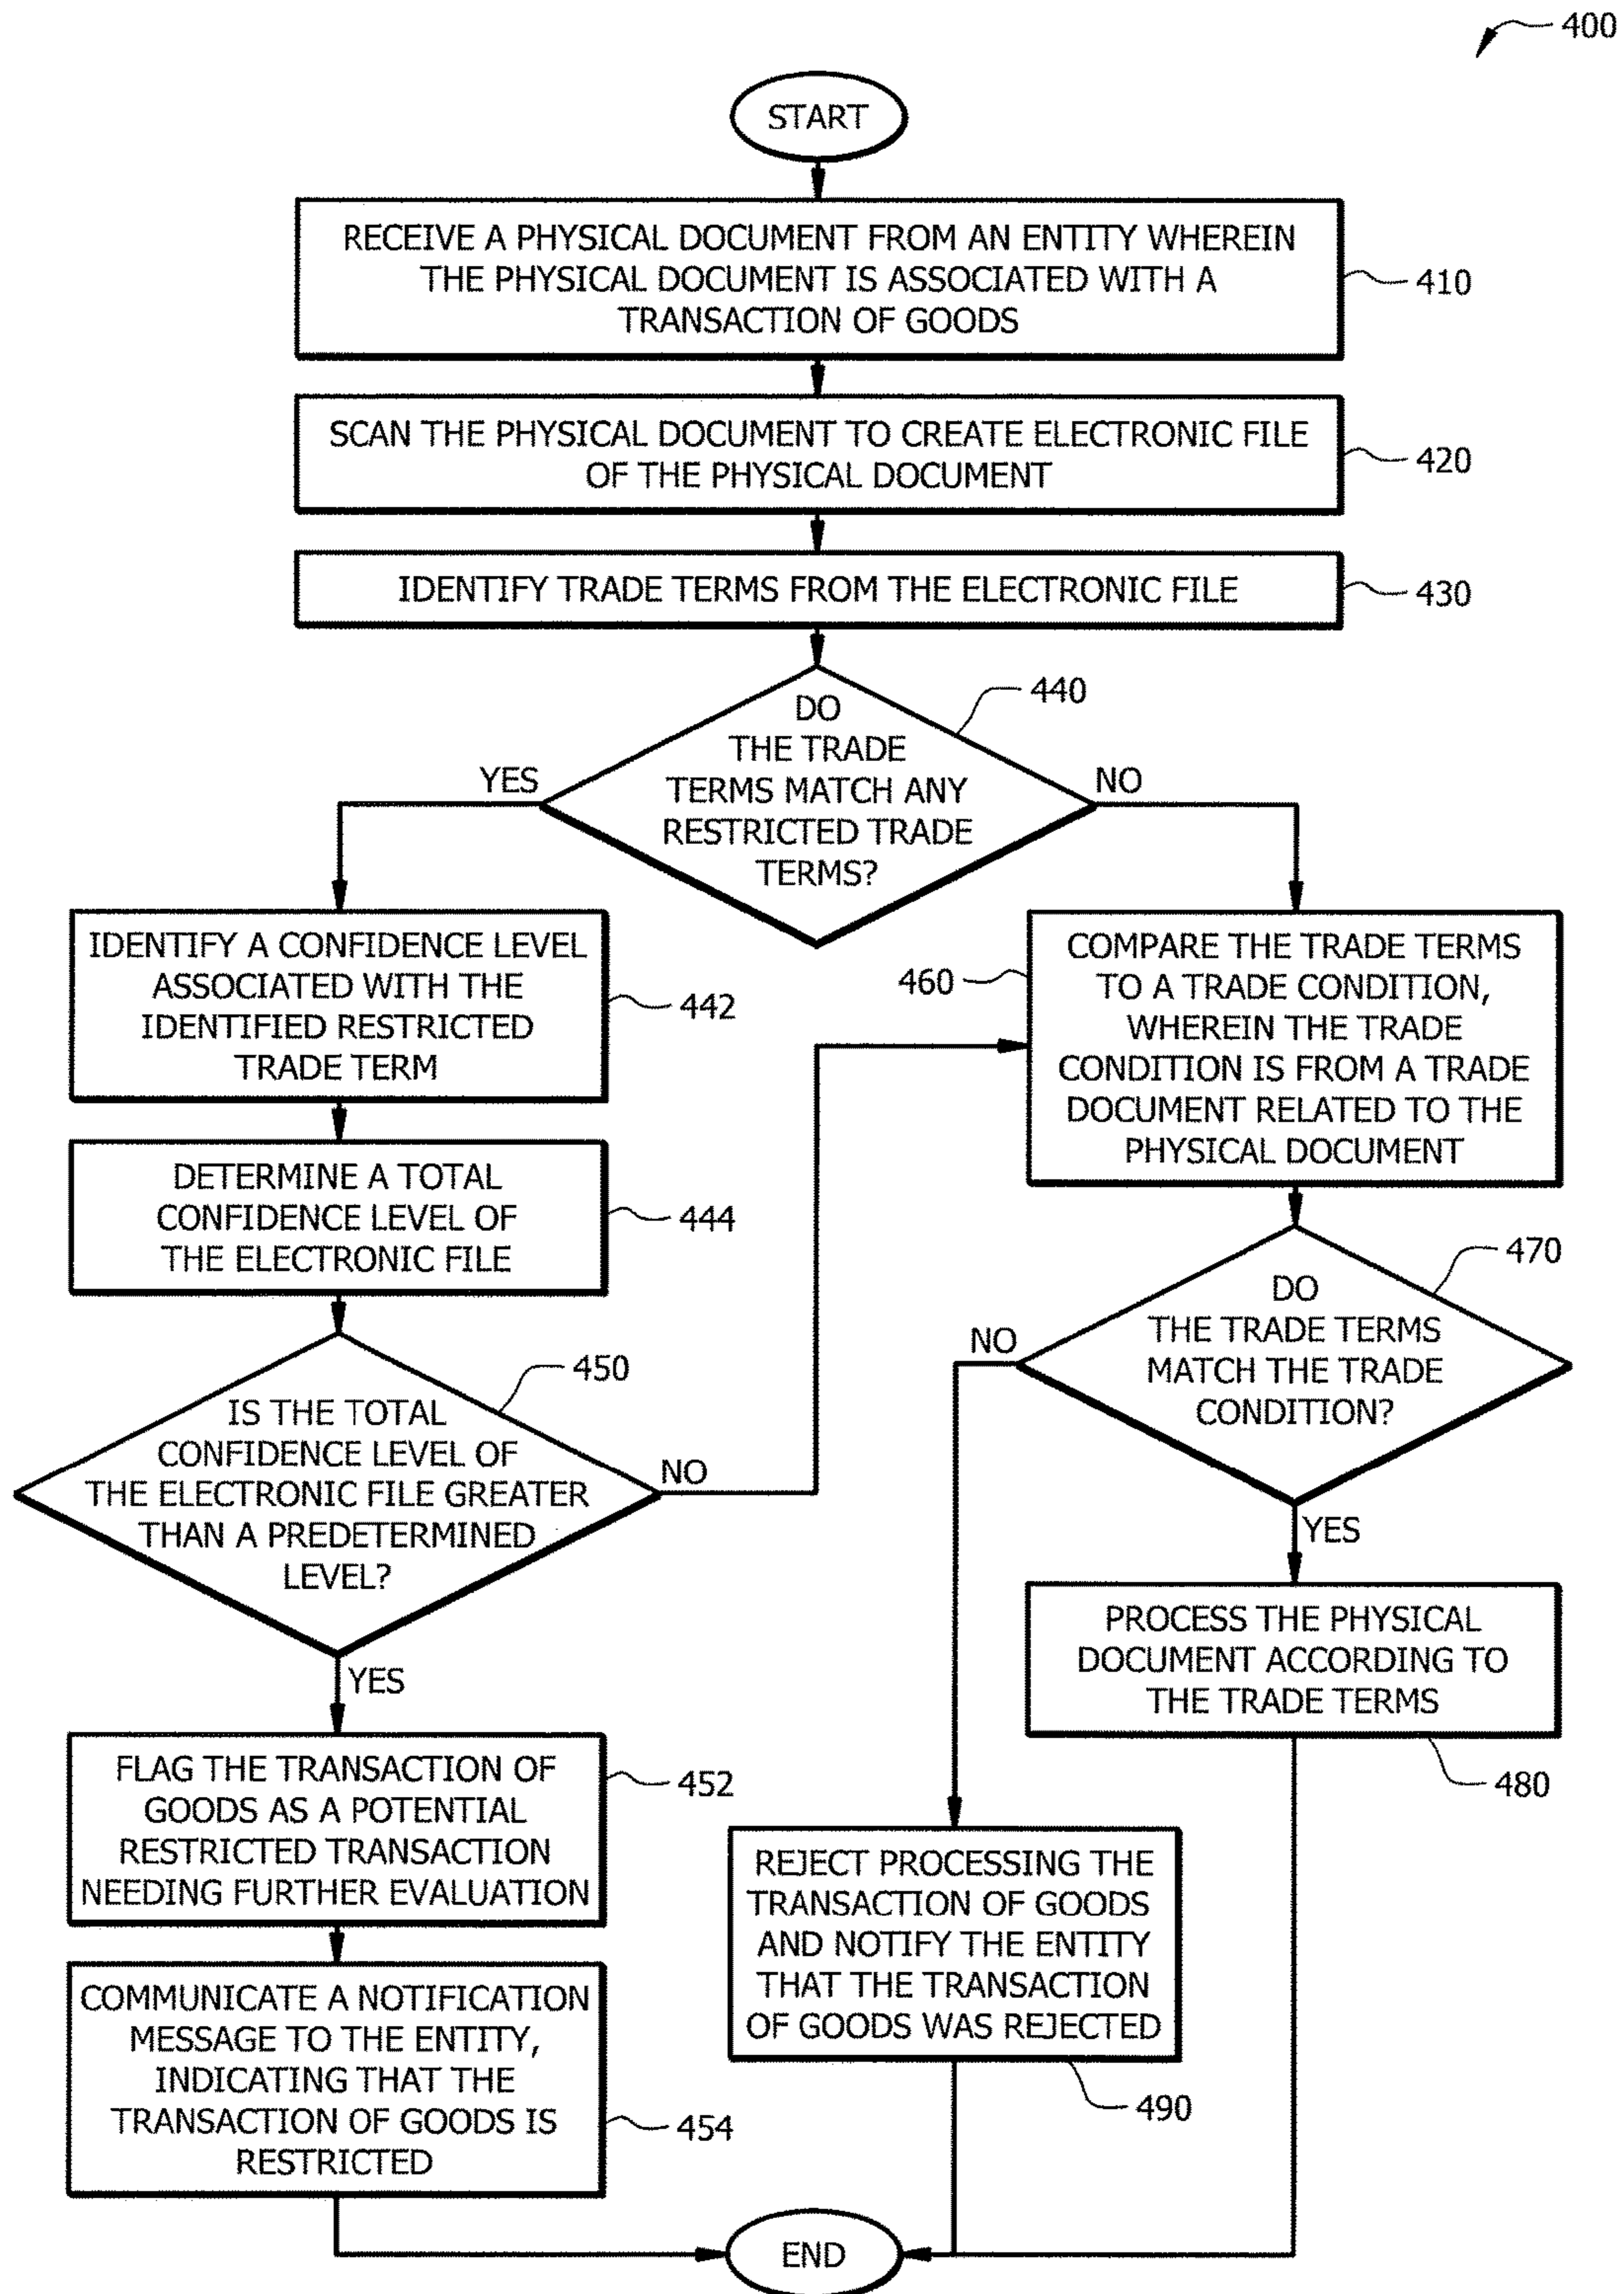 400
START
RECEIVE A PHYSICAL DOCUMENT FROM AN ENTITY WHEREIN
THE PHYSICAL DOCUMENT IS ASSOCIATED WITH A
TRANSACTION OF GOODS
410
SCAN THE PHYSICAL DOCUMENT TO CREATE ELECTRONIC FILE
OF THE PHYSICAL DOCUMENT
420
IDENTIFY TRADE TERMS FROM THE ELECTRONIC FILE
430
DO
THE TRADE
TERMS MATCH ANY
RESTRICTED TRADE
TERMS?
440
YES
NO
IDENTIFY A CONFIDENCE LEVEL
ASSOCIATED WITH THE
IDENTIFIED RESTRICTED
TRADE TERM
442
DETERMINE A TOTAL
CONFIDENCE LEVEL OF
THE ELECTRONIC FILE
444
IS THE TOTAL
CONFIDENCE LEVEL OF
THE ELECTRONIC FILE GREATER
THAN A PREDETERMINED
LEVEL?
450
NO
YES
FLAG THE TRANSACTION OF
GOODS AS A POTENTIAL
RESTRICTED TRANSACTION
NEEDING FURTHER EVALUATION
452
COMMUNICATE A NOTIFICATION
MESSAGE TO THE ENTITY,
INDICATING THAT THE
TRANSACTION OF GOODS IS
RESTRICTED
454
COMPARE THE TRADE TERMS
TO A TRADE CONDITION,
WHEREIN THE TRADE
CONDITION IS FROM A TRADE
DOCUMENT RELATED TO THE
PHYSICAL DOCUMENT
460
DO
THE TRADE TERMS
MATCH THE TRADE
CONDITION?
470
NO
YES
PROCESS THE PHYSICAL
DOCUMENT ACCORDING TO
THE TRADE TERMS
480
REJECT PROCESSING THE
TRANSACTION OF GOODS
AND NOTIFY THE ENTITY
THAT THE TRANSACTION
OF GOODS WAS REJECTED
490
END